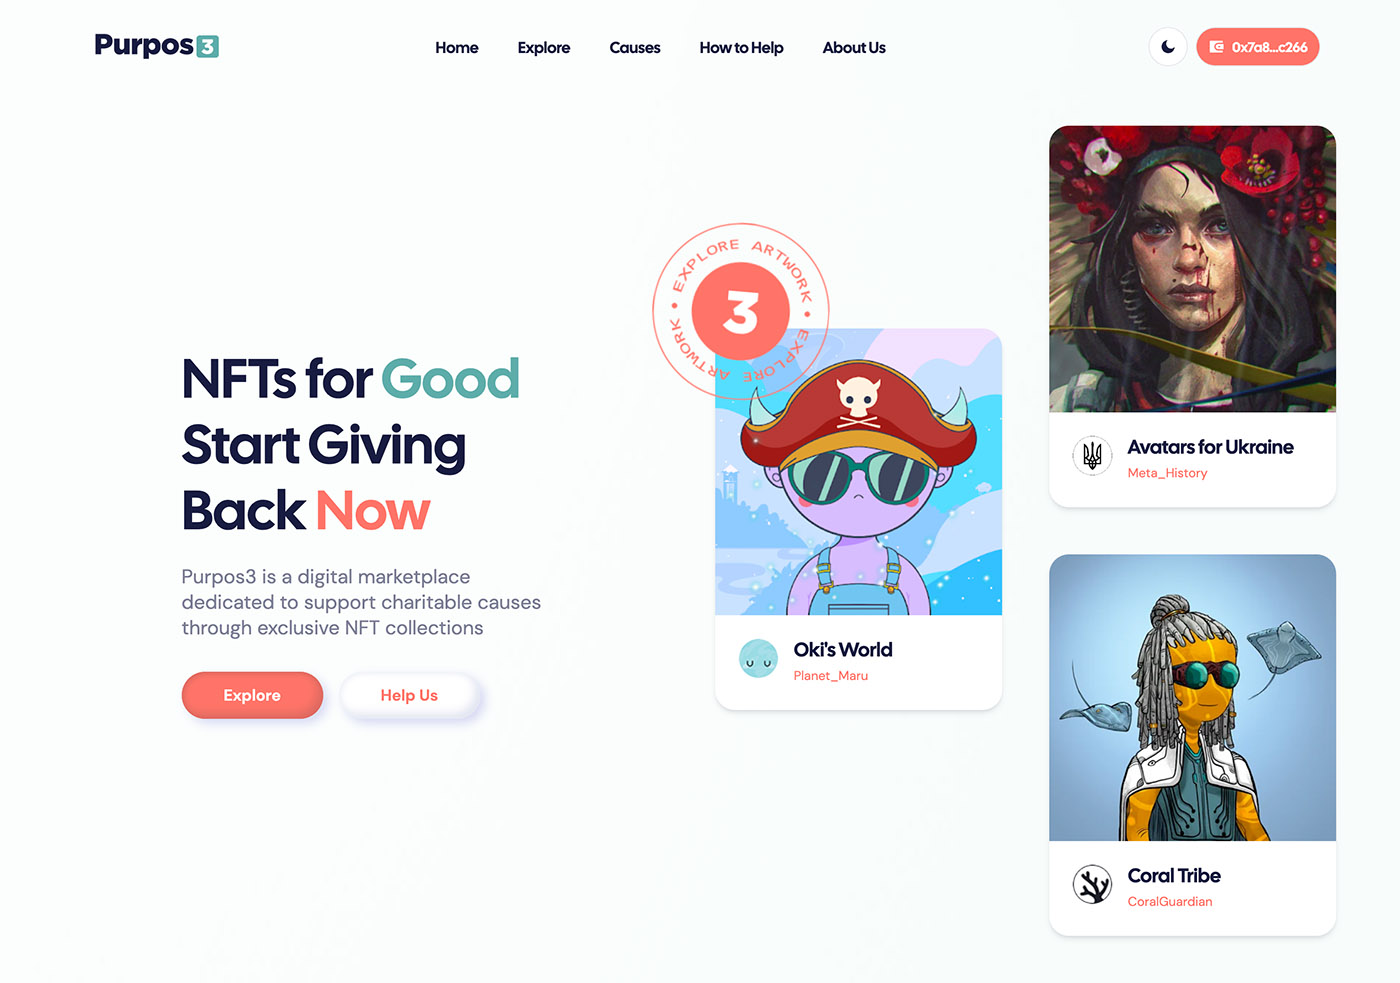 Purpos3
Home
Explore
Causes
How to Help
About Us
0x7a8...c266
NFTs for Good
Start Giving
Back Now
Purpos3 is a digital marketplace
dedicated to support charitable causes
through exclusive NFT collections
Explore
Help Us
EXPLORE ARTWORK • EXPLORE ARTWORK •
3
Oki's World
Planet_Maru
Avatars for Ukraine
Meta_History
Coral Tribe
CoralGuardian